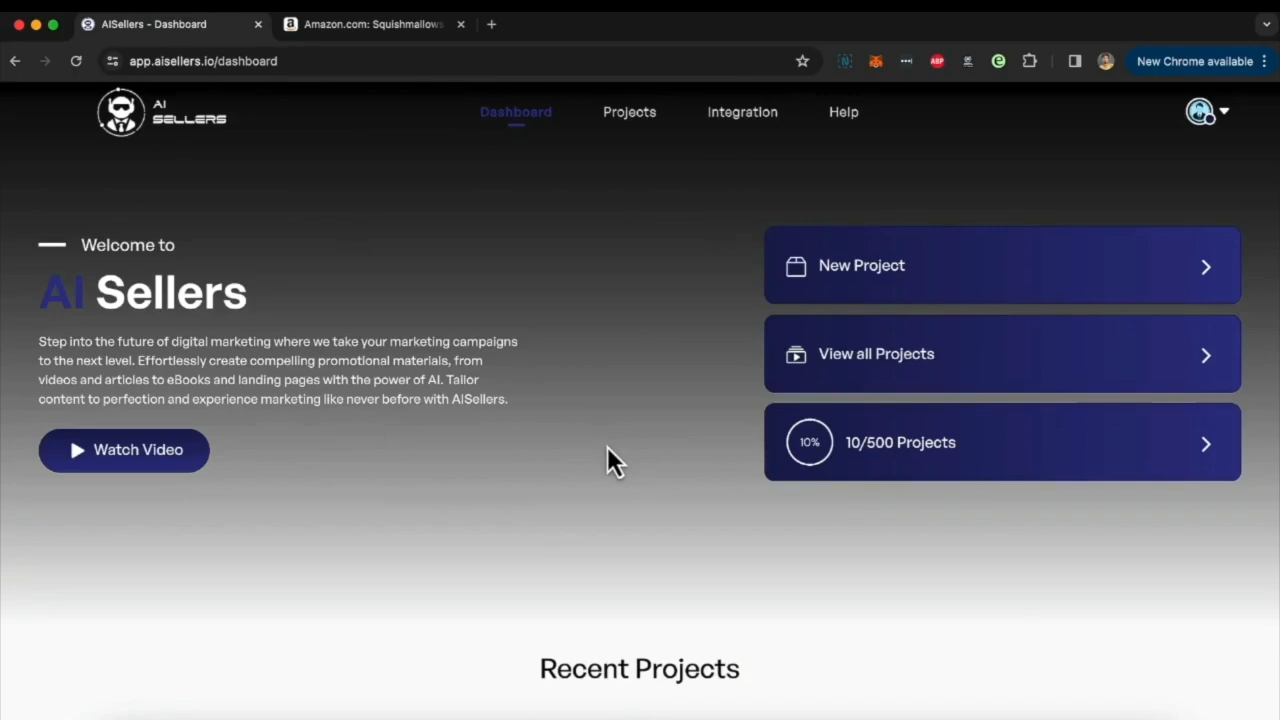 AISellers - Dashboard
Amazon.com: Squishmallows
app.aisellers.io/dashboard
ABP
New Chrome available
AI
SELLERS
Dashboard
Projects
Integration
Help
Welcome to
AI Sellers
Step into the future of digital marketing where we take your marketing campaigns
to the next level. Effortlessly create compelling promotional materials, from
videos and articles to eBooks and landing pages with the power of AI. Tailor
content to perfection and experience marketing like never before with AISellers.
Watch Video
New Project
View all Projects
10%
10/500 Projects
Recent Projects